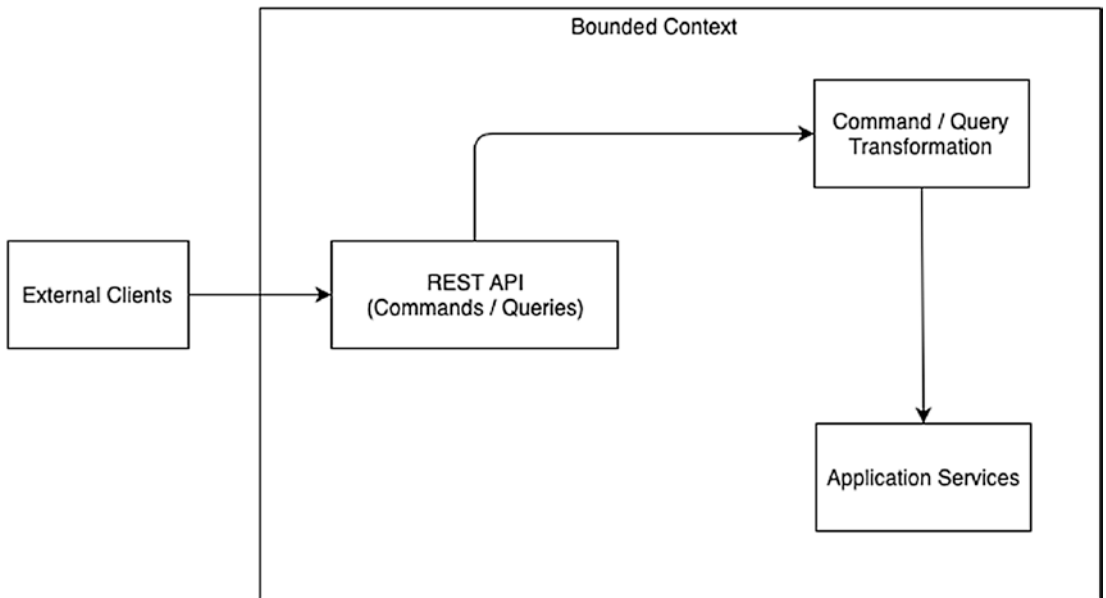 Bounded Context
Command / Query
Transformation
External Clients
REST API
(Commands / Queries)
Application Services